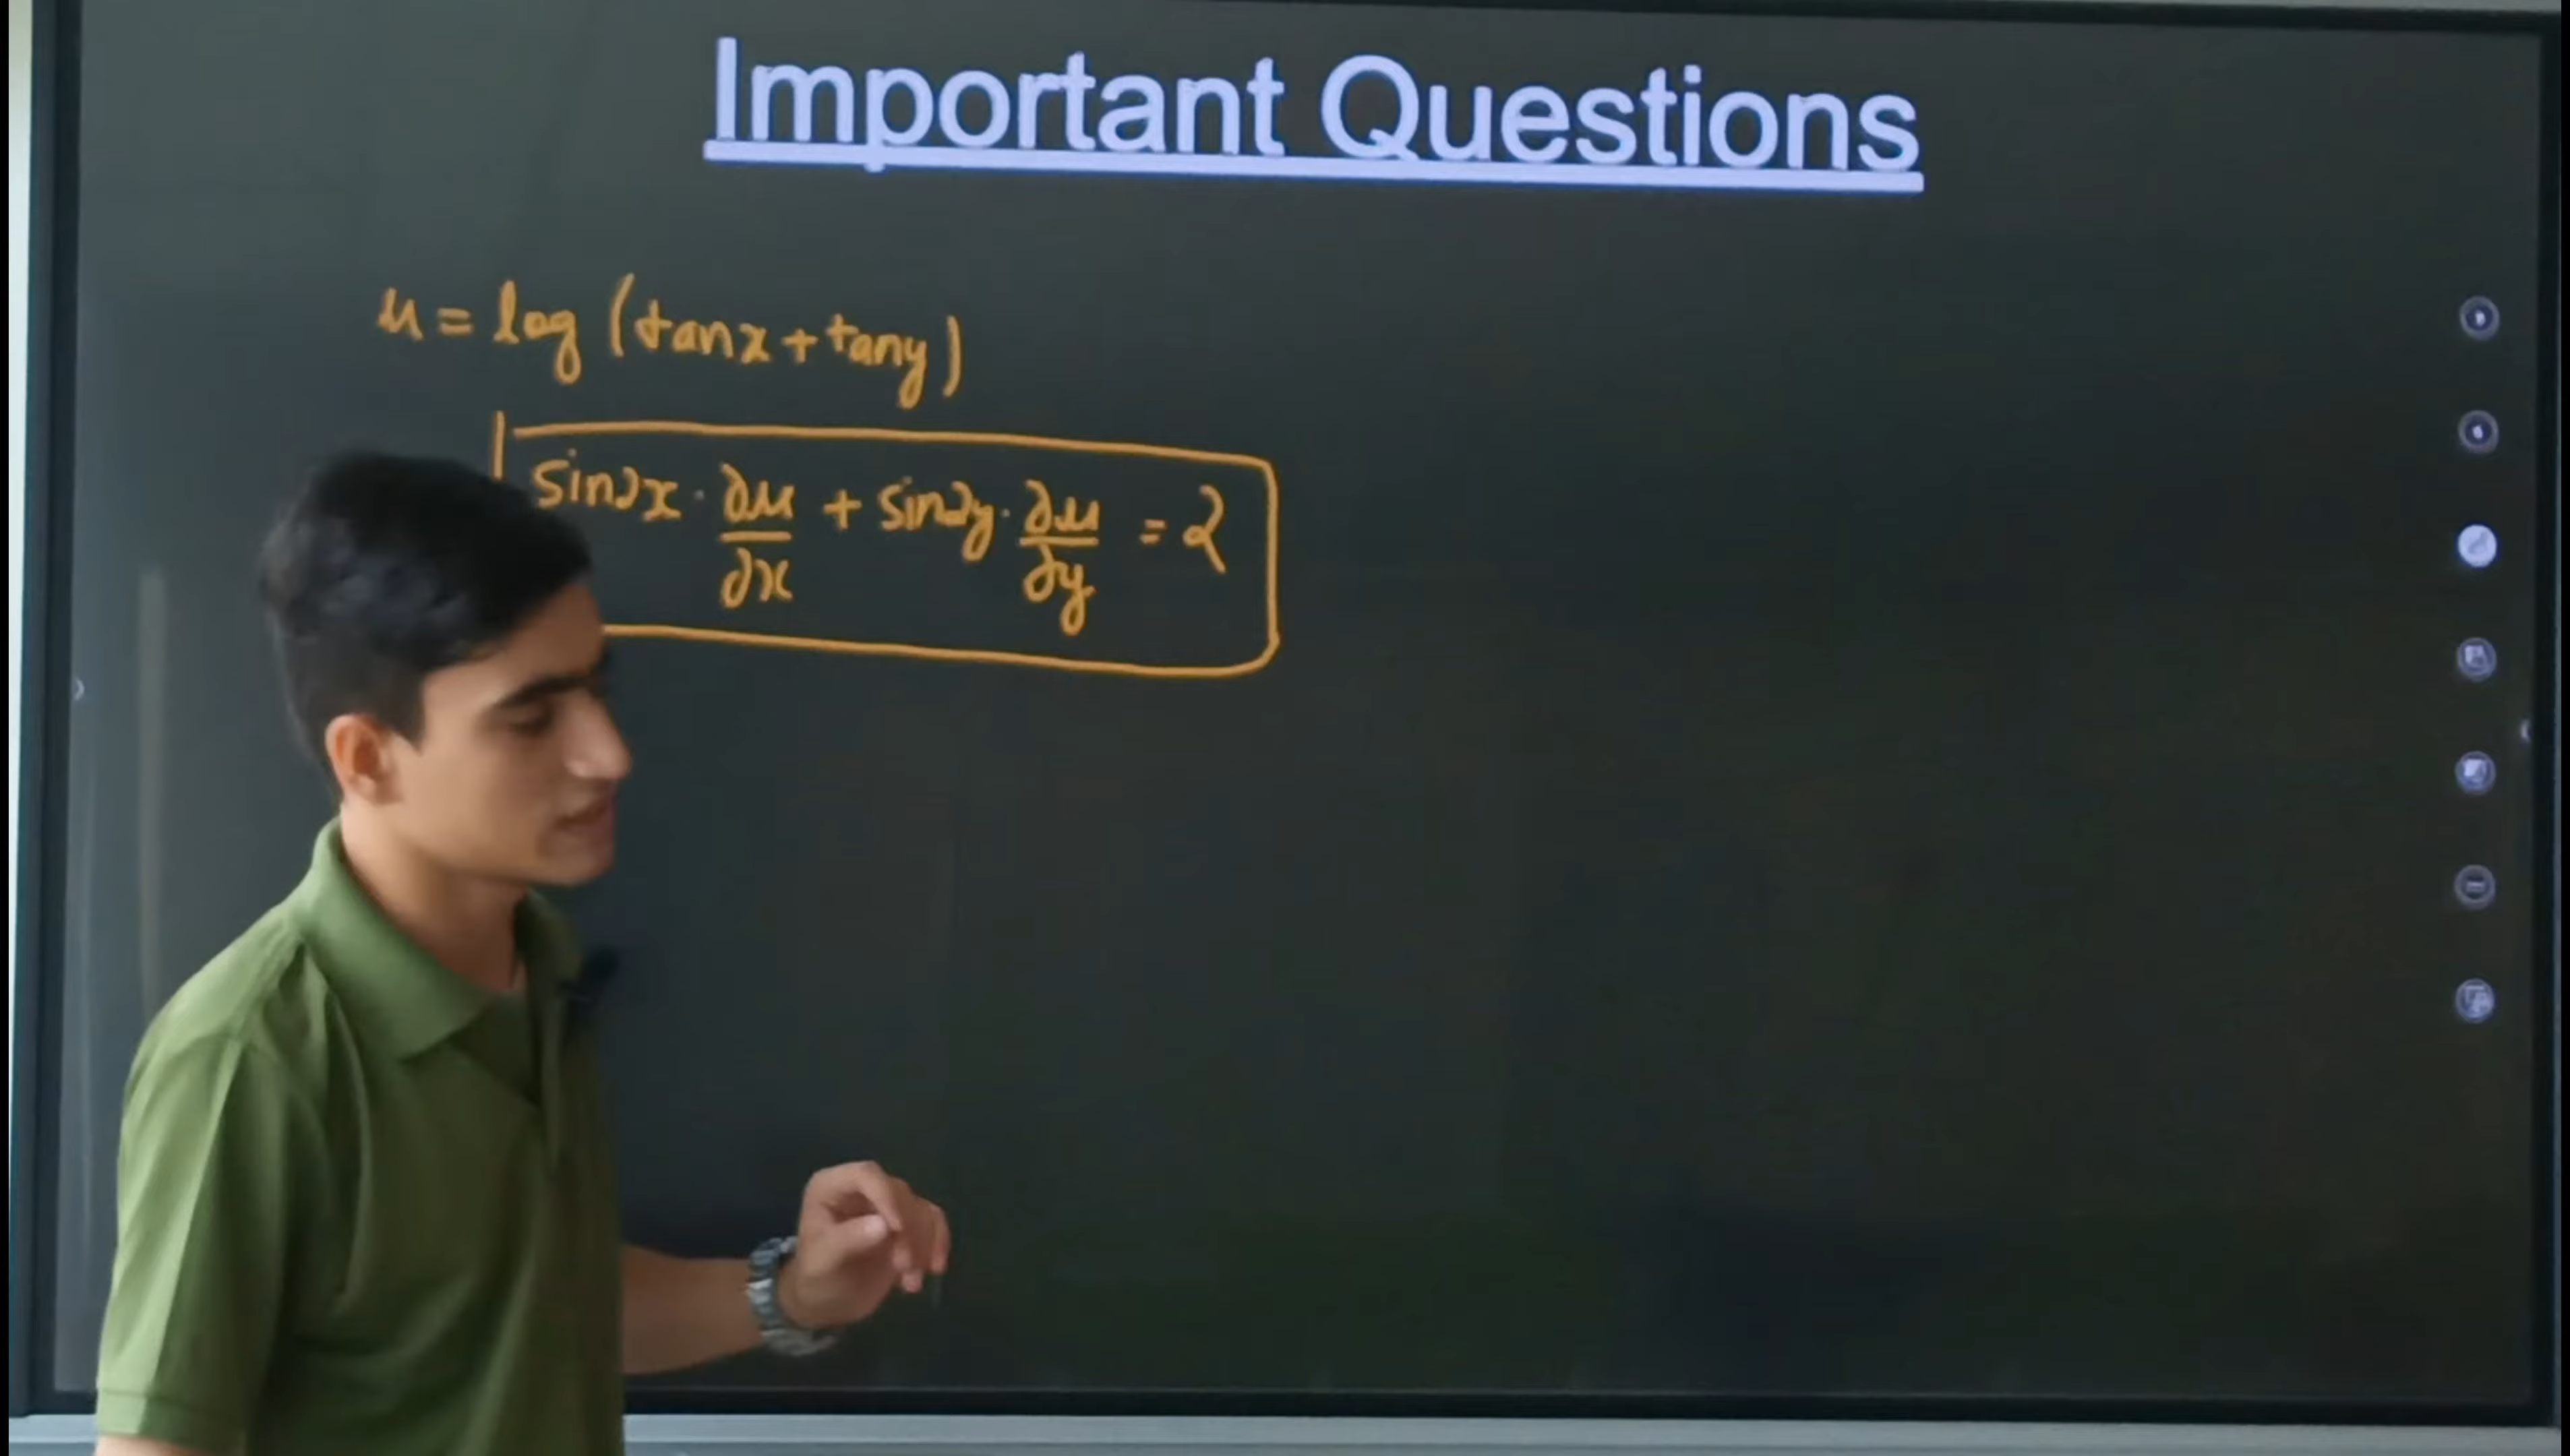 Important Questions
u = log (tanx + tany)
sin2x · ∂u/∂x + sin2y · ∂u/∂y = 2